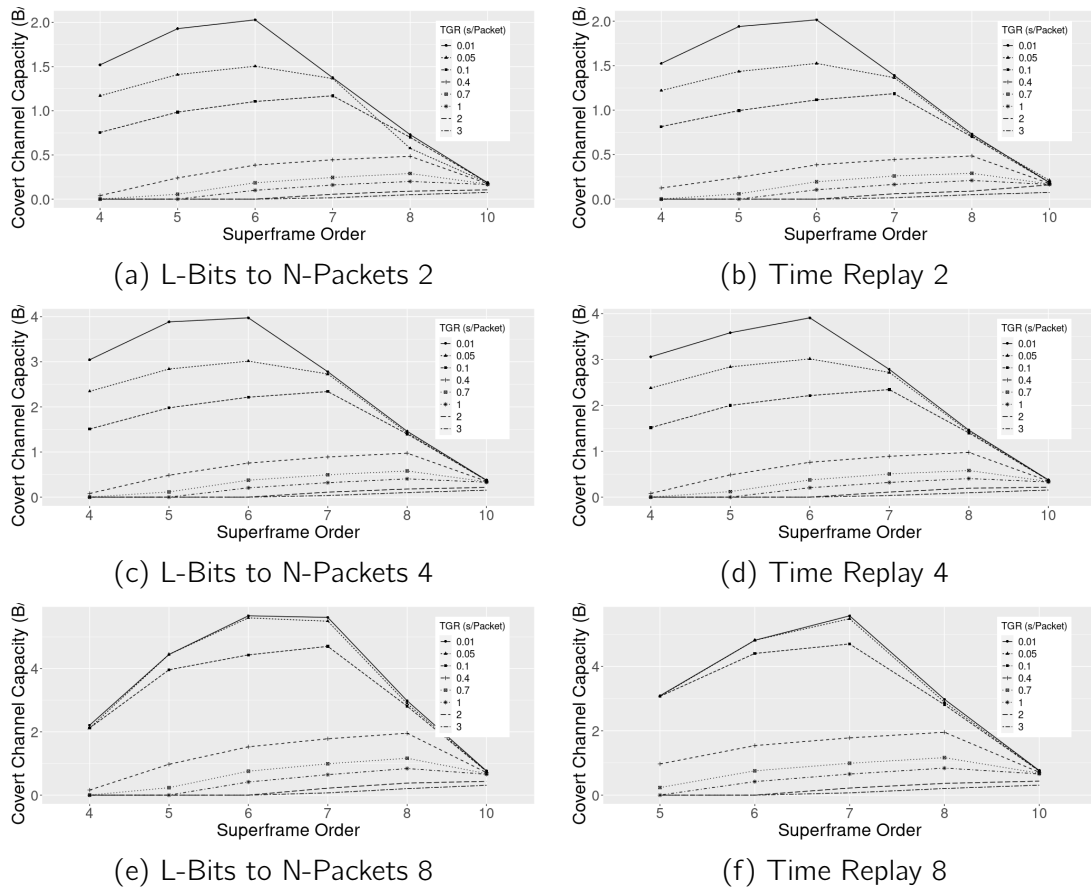 Covert Channel Capacity (B/
2.0
1.5
1.0
0.5
0.0
4 5 6 7 8 10
Superframe Order
TGR (s/Packet)
0.01
0.05
0.1
0.4
0.7
1
2
3
(a) L-Bits to N-Packets 2
Covert Channel Capacity (B/
2.0
1.5
1.0
0.5
0.0
4 5 6 7 8 10
Superframe Order
TGR (s/Packet)
0.01
0.05
0.1
0.4
0.7
1
2
3
(b) Time Replay 2
Covert Channel Capacity (B/
4
3
2
1
0
4 5 6 7 8 10
Superframe Order
TGR (s/Packet)
0.01
0.05
0.1
0.4
0.7
1
2
3
(c) L-Bits to N-Packets 4
Covert Channel Capacity (B/
4
3
2
1
0
4 5 6 7 8 10
Superframe Order
TGR (s/Packet)
0.01
0.05
0.1
0.4
0.7
1
2
3
(d) Time Replay 4
Covert Channel Capacity (B/
4
2
0
4 5 6 7 8 10
Superframe Order
TGR (s/Packet)
0.01
0.05
0.1
0.4
0.7
1
2
3
(e) L-Bits to N-Packets 8
Covert Channel Capacity (B/
4
2
0
5 6 7 8 10
Superframe Order
TGR (s/Packet)
0.01
0.05
0.1
0.4
0.7
1
2
3
(f) Time Replay 8